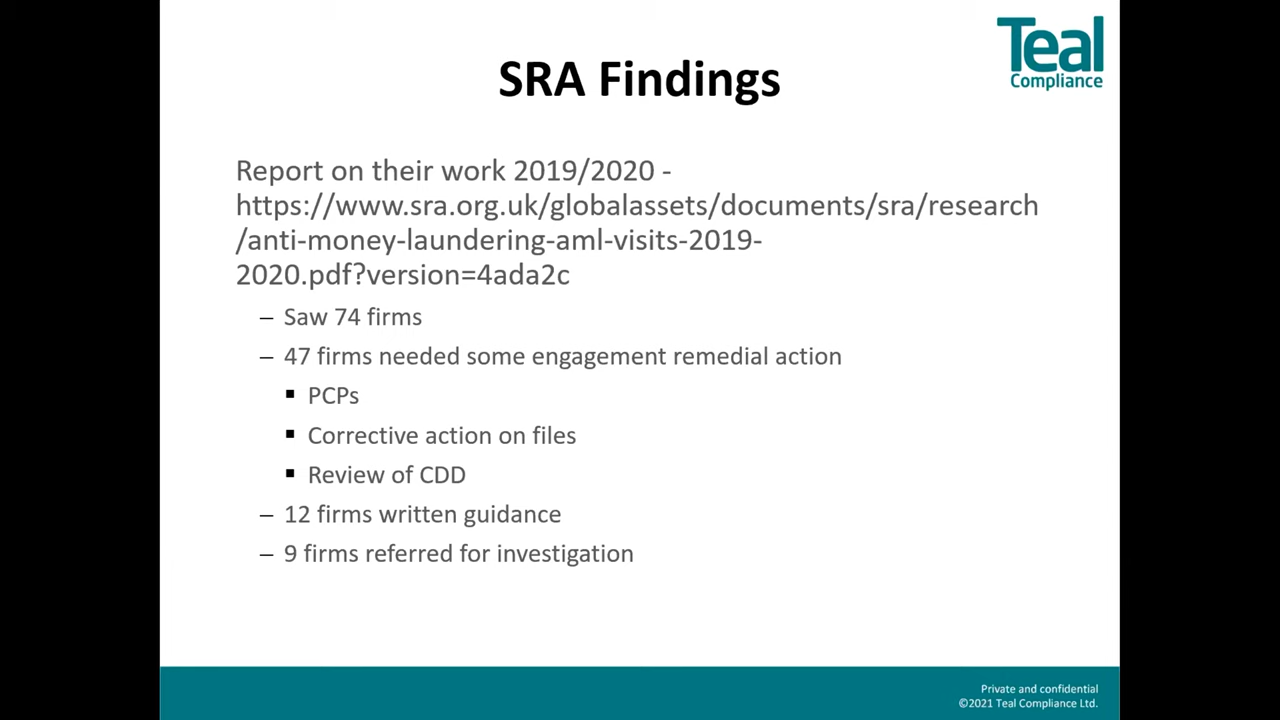 Teal
Compliance
SRA Findings
Report on their work 2019/2020 -
https://www.sra.org.uk/globalassets/documents/sra/research
/anti-money-laundering-aml-visits-2019-
2020.pdf?version=4ada2c
– Saw 74 firms
– 47 firms needed some engagement remedial action
▪ PCPs
▪ Corrective action on files
▪ Review of CDD
– 12 firms written guidance
– 9 firms referred for investigation
Private and confidential
©2021 Teal Compliance Ltd.